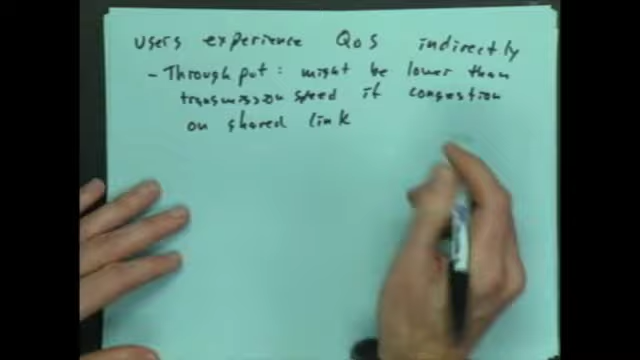 Users experience QoS indirectly
- Throughput: might be lower than
transmission speed if congestion
on shared link